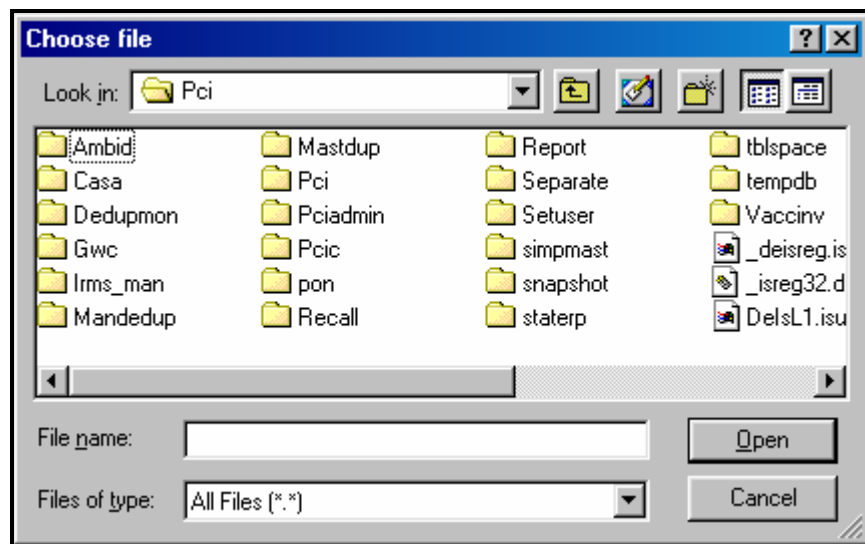 Choose file
Look in: Pci
Ambid Mastdup Report tblspace
Casa Pci Separate tempdb
Dedupmon Pciadmin Setuser Vaccinv
Gwc Pcic simpmast _deisreg.is
Irms_man pon snapshot _isreg32.d
Mandedup Recall staterp DelsL1.isu
File name: Open
Files of type: All Files (*.*) Cancel